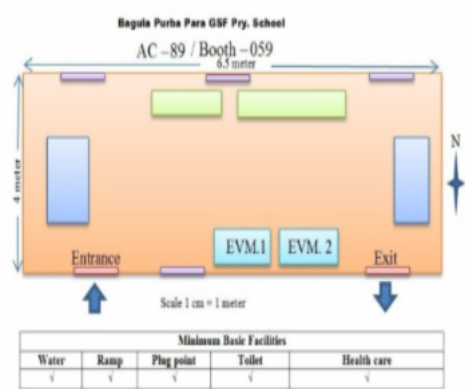 Bagula Purba Para GSF Pry. School
AC -89 / Booth -059
6.5 meter
4 meter
N
EVM.1 EVM. 2
Entrance Exit
Scale 1 cm = 1 meter
Minimum Basic Facilities
Water Ramp Plug point Toilet Health care
√ √ √ √ √